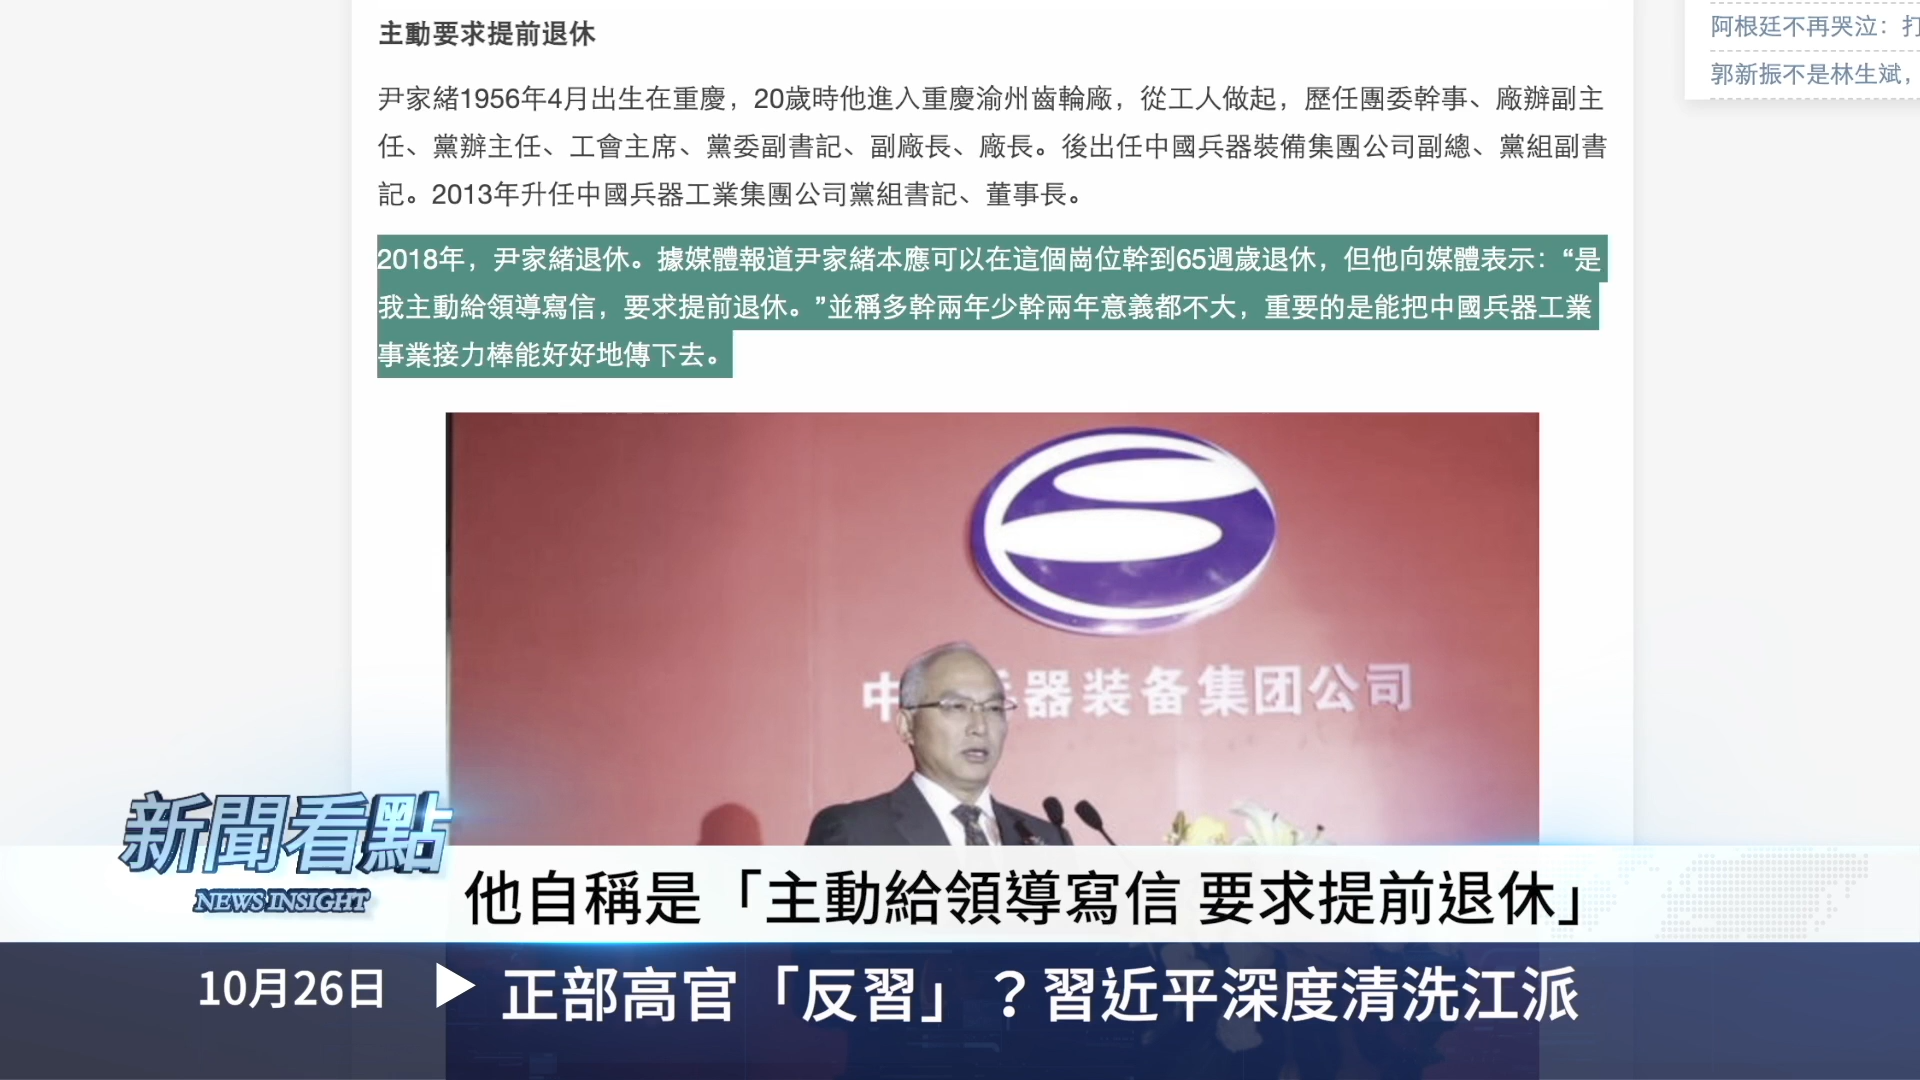 主動要求提前退休
阿根廷不再哭泣：打
郭新振不是林生斌，
尹家緒1956年4月出生在重慶，20歲時他進入重慶渝州齒輪廠，從工人做起，歷任團委幹事、廠辦副主
任、黨辦主任、工會主席、黨委副書記、副廠長、廠長。後出任中國兵器裝備集團公司副總、黨組副書
記。2013年升任中國兵器工業集團公司黨組書記、董事長。
2018年，尹家緒退休。據媒體報道尹家緒本應可以在這個崗位幹到65週歲退休，但他向媒體表示：“是
我主動給領導寫信，要求提前退休。”並稱多幹兩年少幹兩年意義都不大，重要的是能把中國兵器工業
事業接力棒能好好地傳下去。
中 兵器装备集团公司
新聞看點
NEWS INSIGHT
他自稱是「主動給領導寫信 要求提前退休」
10月26日
正部高官「反習」？習近平深度清洗江派